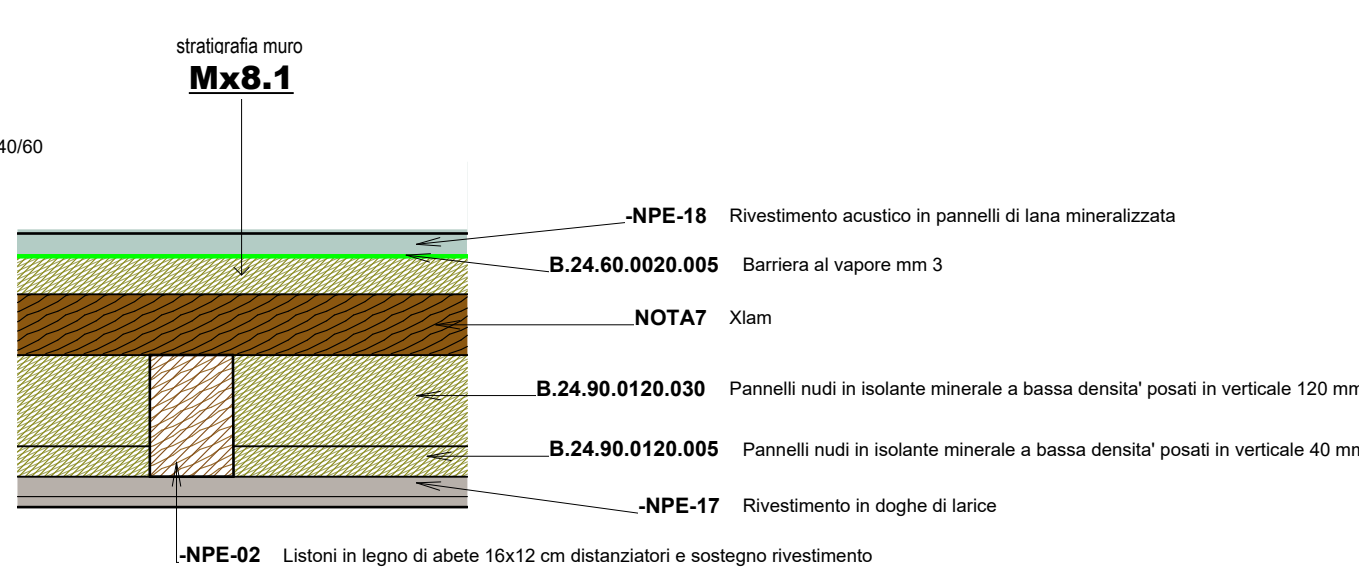 stratigrafia muro
Mx8.1
40/60
-NPE-18 Rivestimento acustico in pannelli di lana mineralizzata
B.24.60.0020.005 Barriera al vapore mm 3
NOTA7 Xlam
B.24.90.0120.030 Pannelli nudi in isolante minerale a bassa densita' posati in verticale 120 mm
B.24.90.0120.005 Pannelli nudi in isolante minerale a bassa densita' posati in verticale 40 mm
-NPE-17 Rivestimento in doghe di larice
-NPE-02 Listoni in legno di abete 16x12 cm distanziatori e sostegno rivestimento